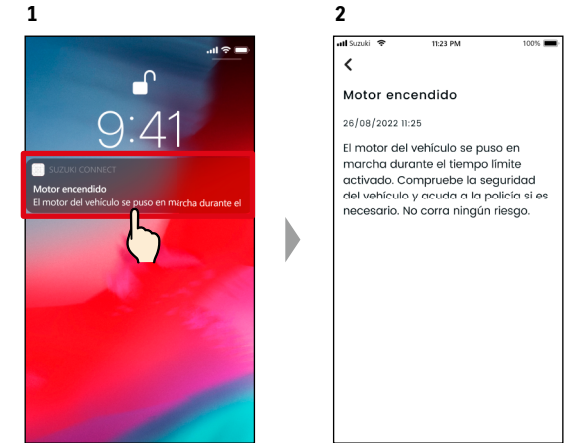 1
9:41
SUZUKI CONNECT
Motor encendido
El motor del vehículo se puso en marcha durante el
2
Suzuki 11:23 PM 100%
Motor encendido
26/08/2022 11:25
El motor del vehículo se puso en
marcha durante el tiempo límite
activado. Compruebe la seguridad
del vehículo y acuda a la policía si es
necesario. No corra ningún riesgo.